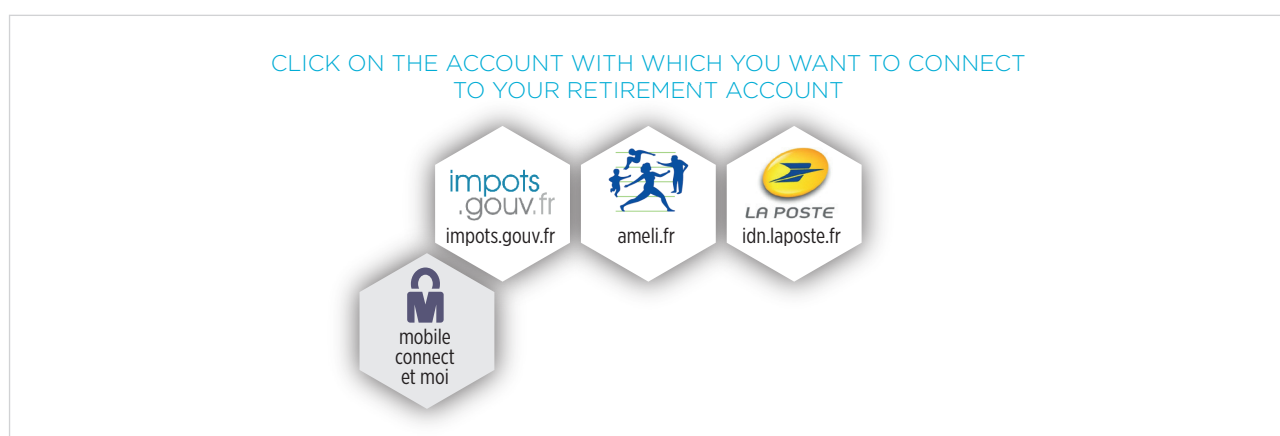 CLICK ON THE ACCOUNT WITH WHICH YOU WANT TO CONNECT
TO YOUR RETIREMENT ACCOUNT
impots
.gouv.fr
impots.gouv.fr
ameli.fr
LA POSTE
idn.laposte.fr
M
mobile
connect
et moi